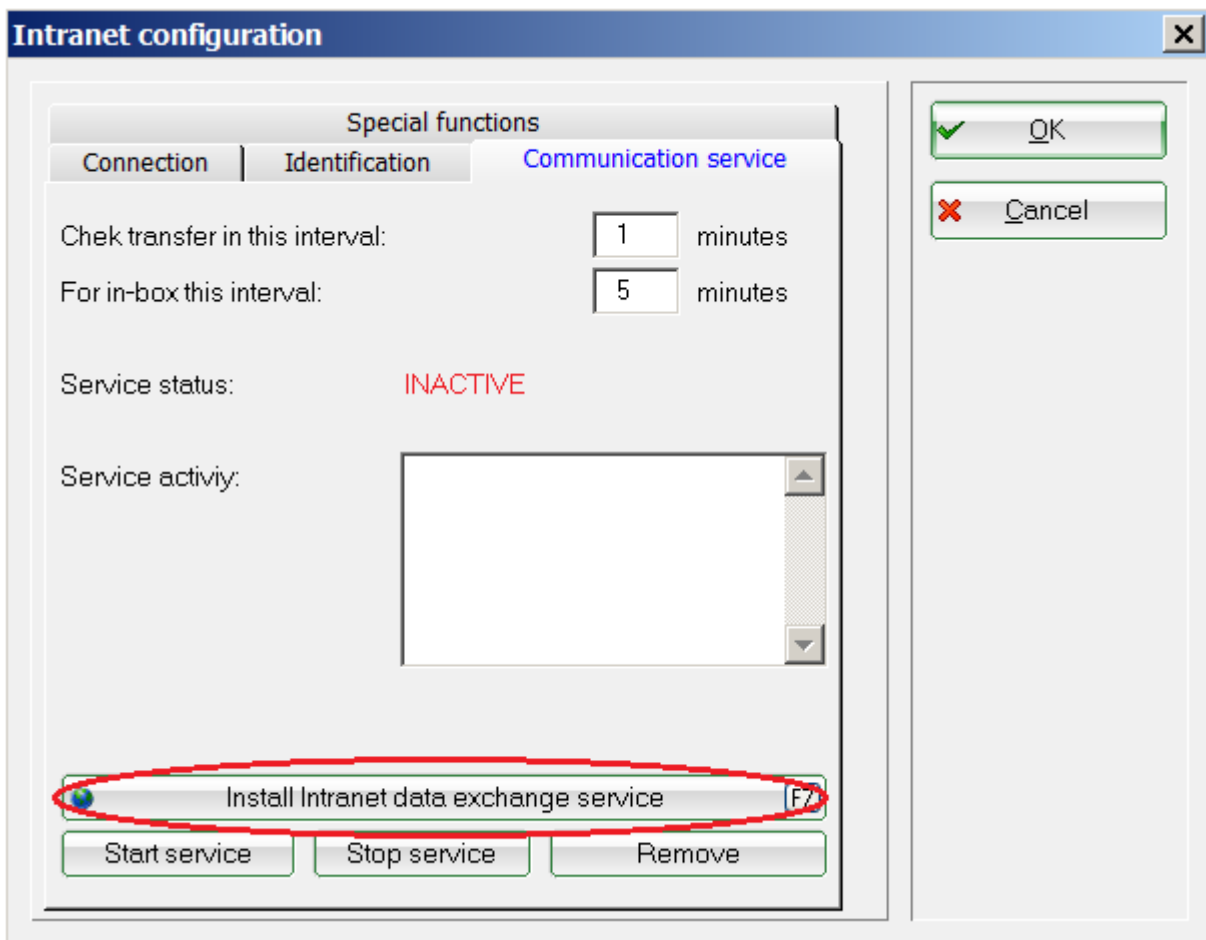 Intranet configuration
Special functions
Connection Identification Communication service
Chek transfer in this interval: 1 minutes
For in-box this interval: 5 minutes
Service status: INACTIVE
Service activiy:
Install Intranet data exchange service F7
Start service Stop service Remove
OK
Cancel